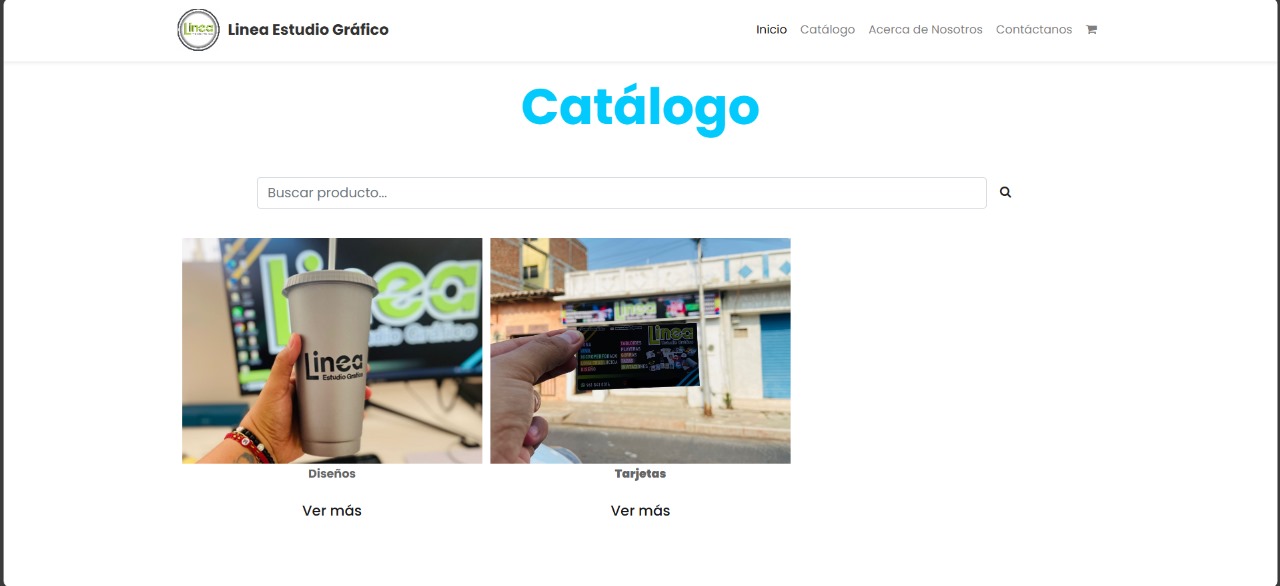 Linea
Linea Estudio Gráfico
Inicio
Catálogo
Acerca de Nosotros
Contáctanos
Catálogo
Buscar producto...
Linea
Estudio Gráfico
Linea
Estudio Gráfico
Linea
Linea
Estudio Gráfico
Diseños
Tarjetas
Ver más
Ver más